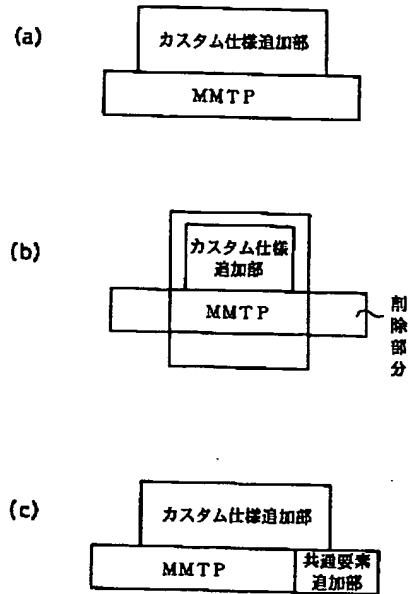 (a)
カスタム仕様追加部
MMTP
(b)
カスタム仕様
追加部
MMTP
削除部分
(c)
カスタム仕様追加部
MMTP
共通要素
追加部